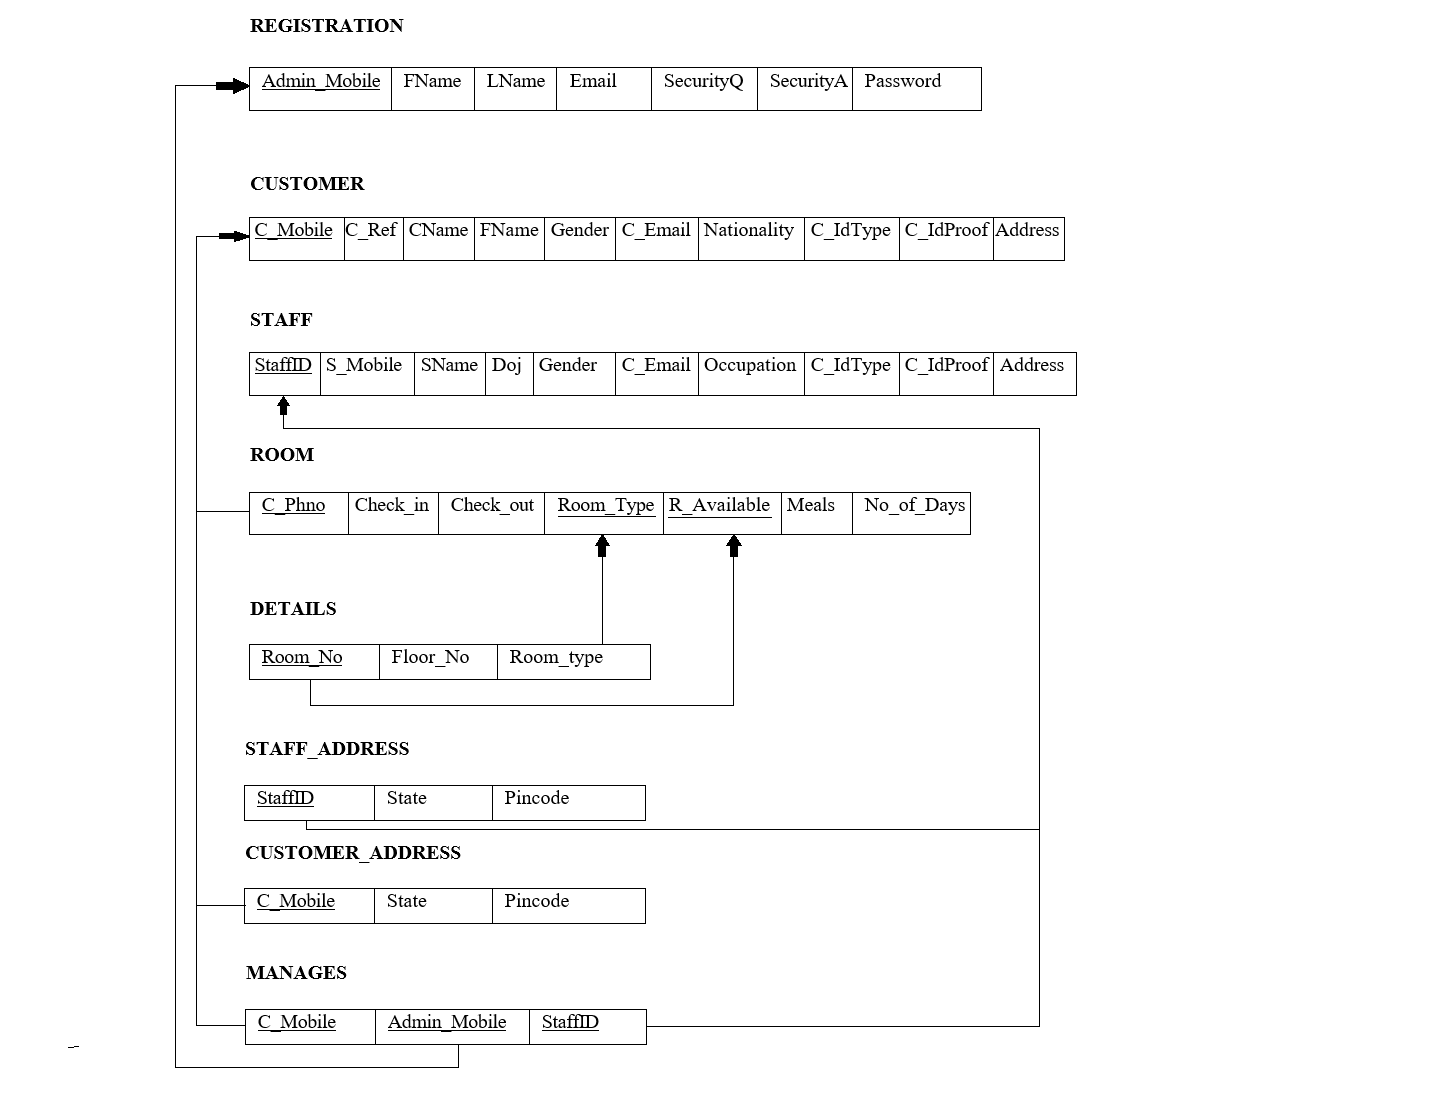 REGISTRATION
Admin_Mobile FName LName Email SecurityQ SecurityA Password
CUSTOMER
C_Mobile C_Ref CName FName Gender C_Email Nationality C_IdType C_IdProof Address
STAFF
StaffID S_Mobile SName Doj Gender C_Email Occupation C_IdType C_IdProof Address
ROOM
C_Phno Check_in Check_out Room_Type R_Available Meals No_of_Days
DETAILS
Room_No Floor_No Room_type
STAFF_ADDRESS
StaffID State Pincode
CUSTOMER_ADDRESS
C_Mobile State Pincode
MANAGES
C_Mobile Admin_Mobile StaffID